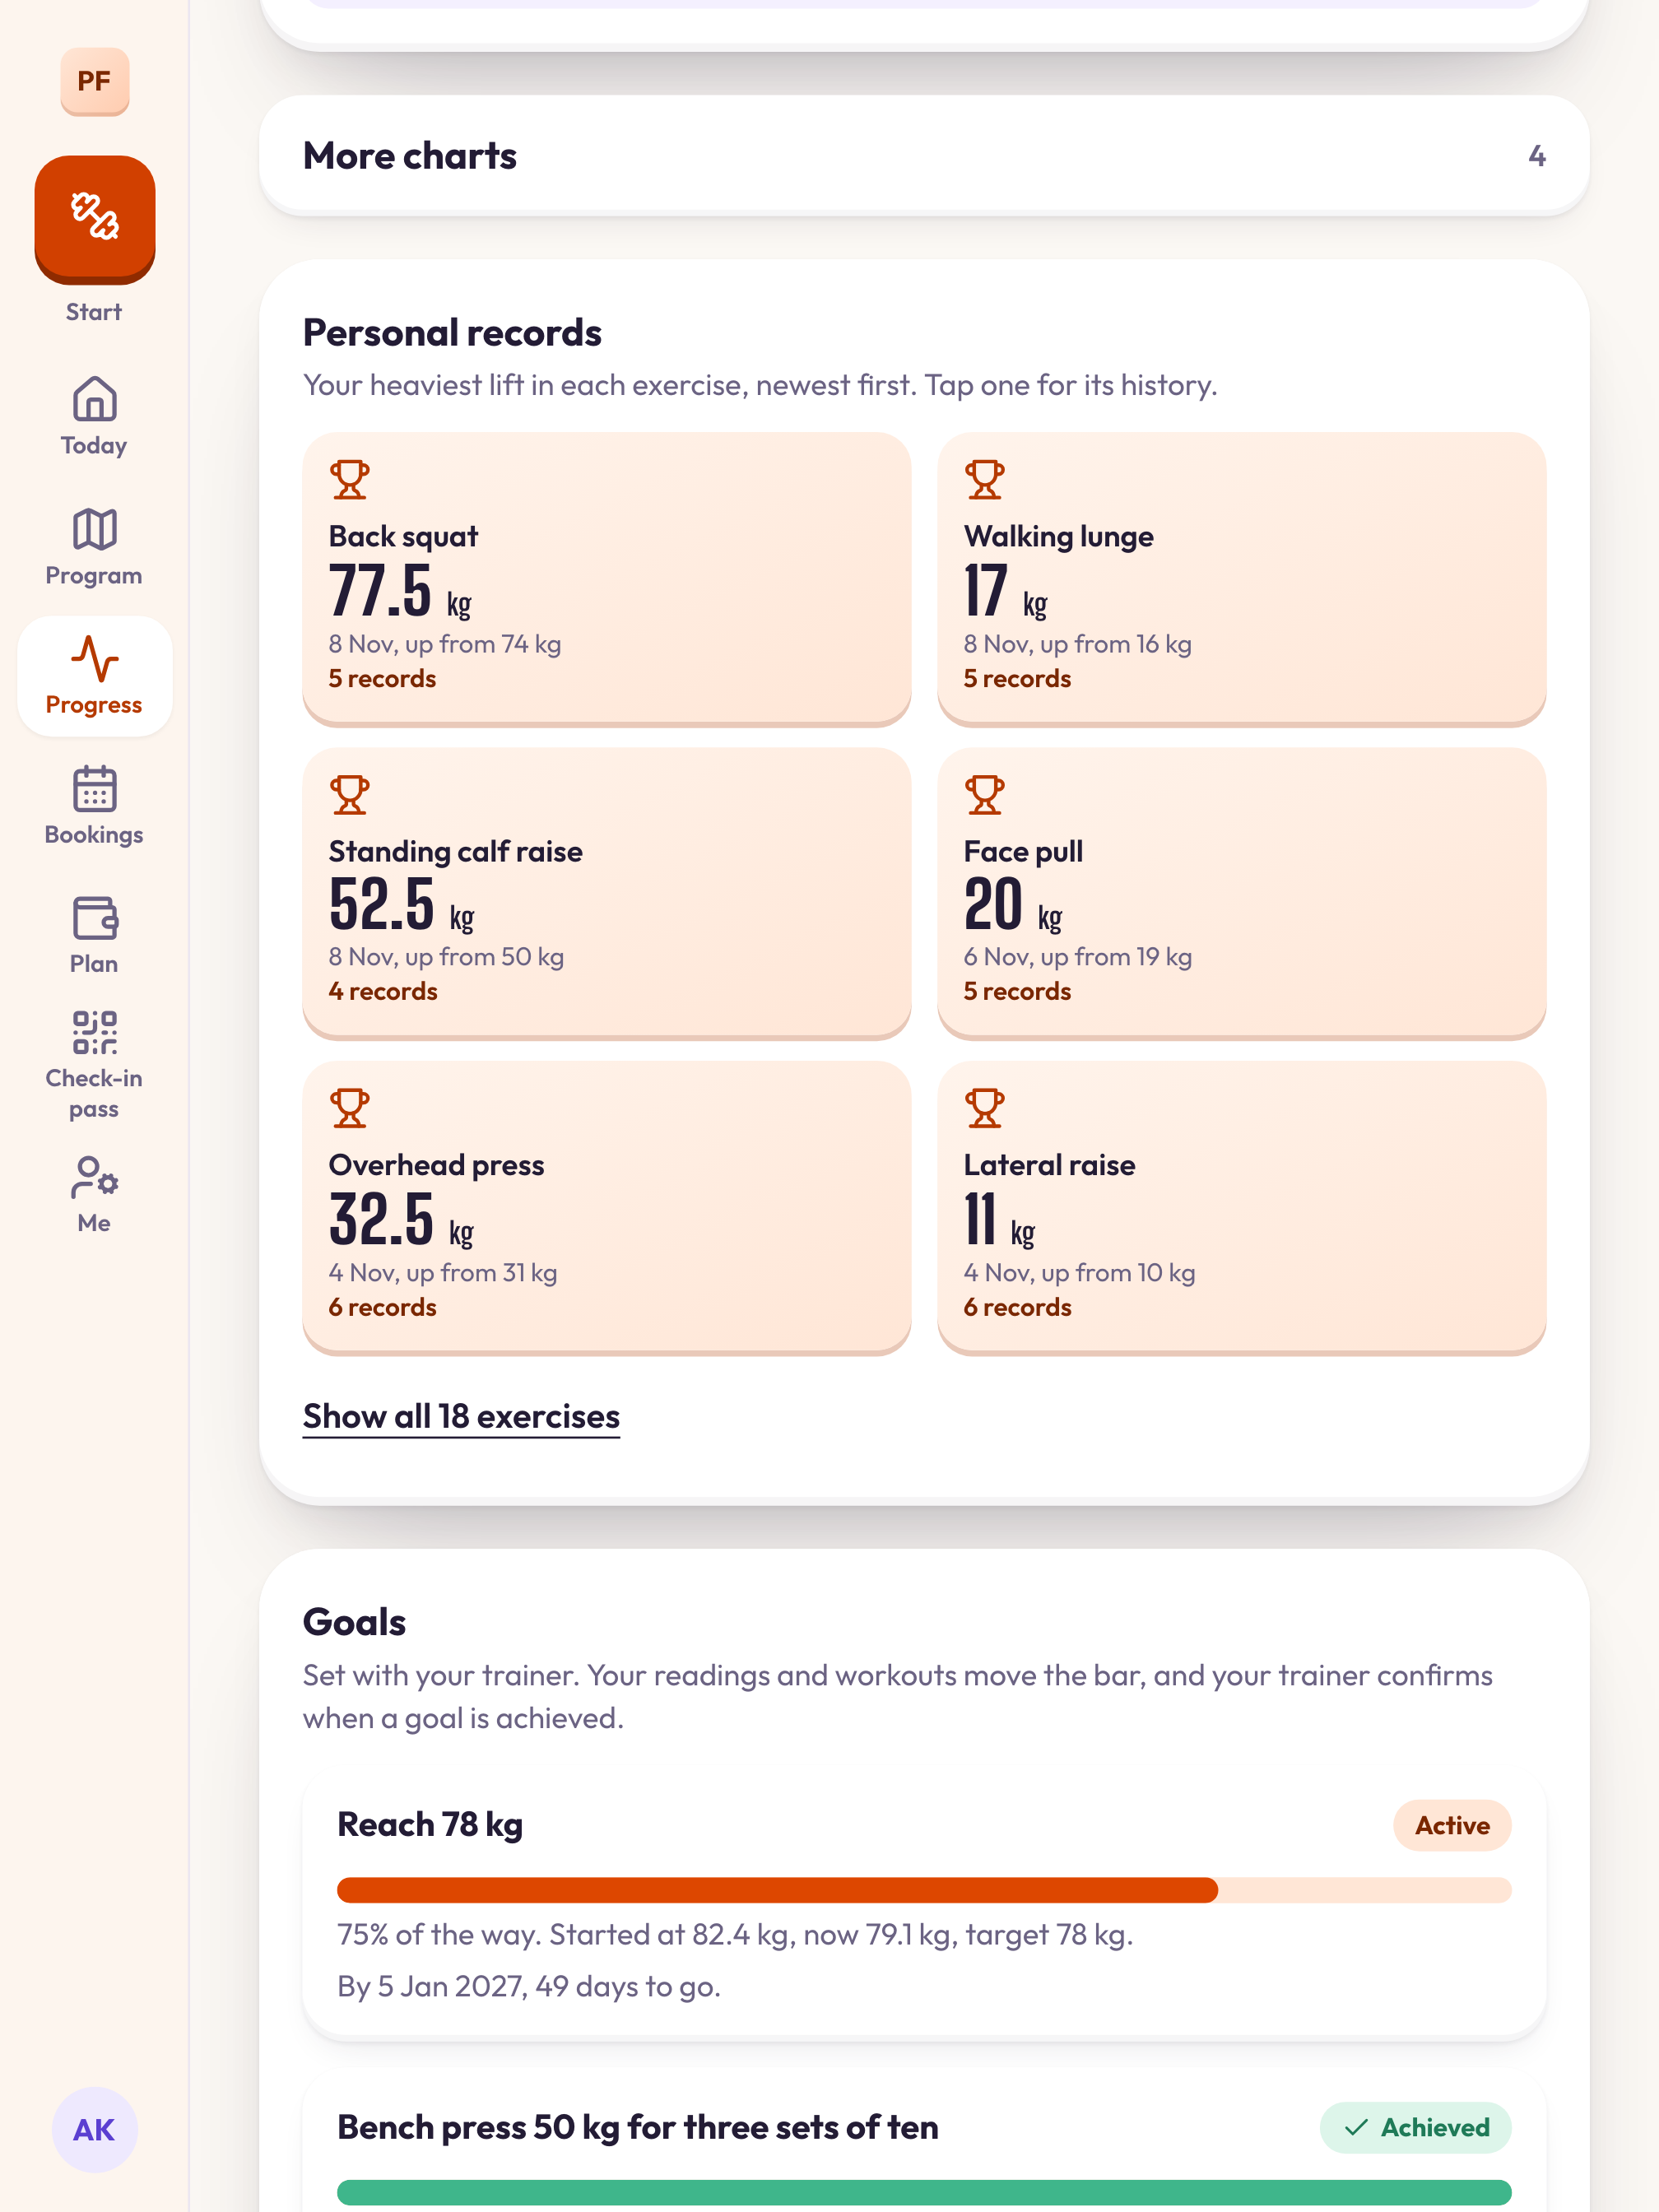 PF
Start
Today
Program
Progress
Bookings
Plan
Check-in
pass
Me
AK
More charts
4
Personal records
Your heaviest lift in each exercise, newest first. Tap one for its history.
Back squat
77.5 kg
8 Nov, up from 74 kg
5 records
Walking lunge
17 kg
8 Nov, up from 16 kg
5 records
Standing calf raise
52.5 kg
8 Nov, up from 50 kg
4 records
Face pull
20 kg
6 Nov, up from 19 kg
5 records
Overhead press
32.5 kg
4 Nov, up from 31 kg
6 records
Lateral raise
11 kg
4 Nov, up from 10 kg
6 records
Show all 18 exercises
Goals
Set with your trainer. Your readings and workouts move the bar, and your trainer confirms
when a goal is achieved.
Reach 78 kg
Active
75% of the way. Started at 82.4 kg, now 79.1 kg, target 78 kg.
By 5 Jan 2027, 49 days to go.
Bench press 50 kg for three sets of ten
Achieved